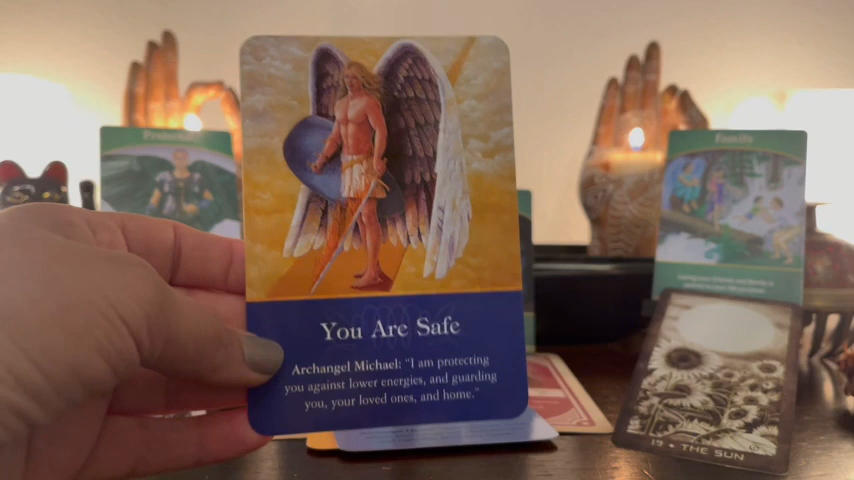 You Are Safe
Archangel Michael: "I am protecting
you against lower energies, and guarding
you, your loved ones, and home."
Family
19 ✦ THE SUN